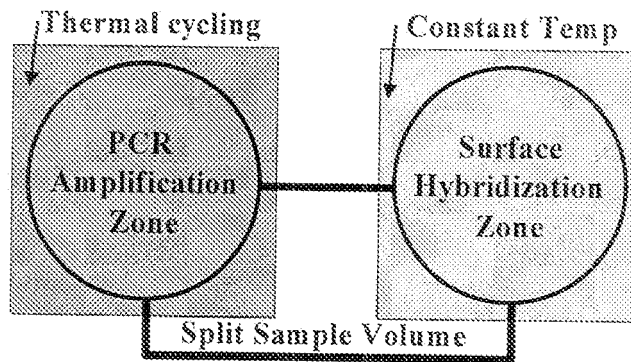 Thermal cycling
Constant Temp
PCR
Amplification
Zone
Surface
Hybridization
Zone
Split Sample Volume